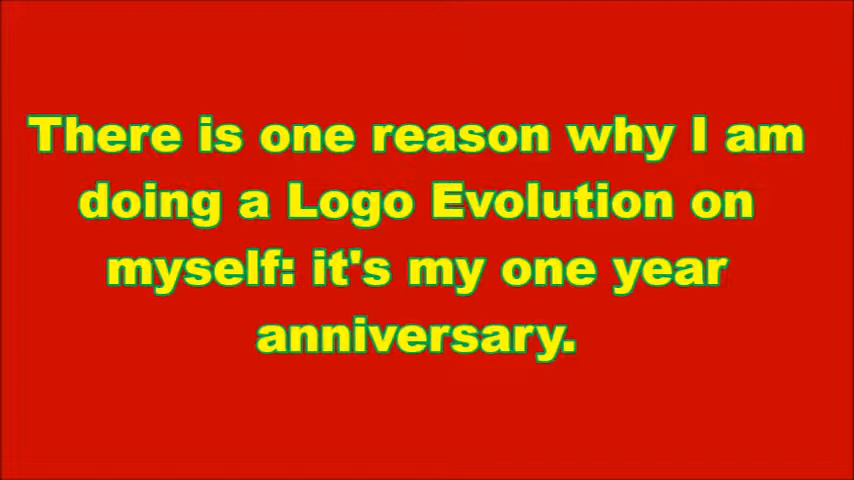 There is one reason why I am
doing a Logo Evolution on
myself: it's my one year
anniversary.